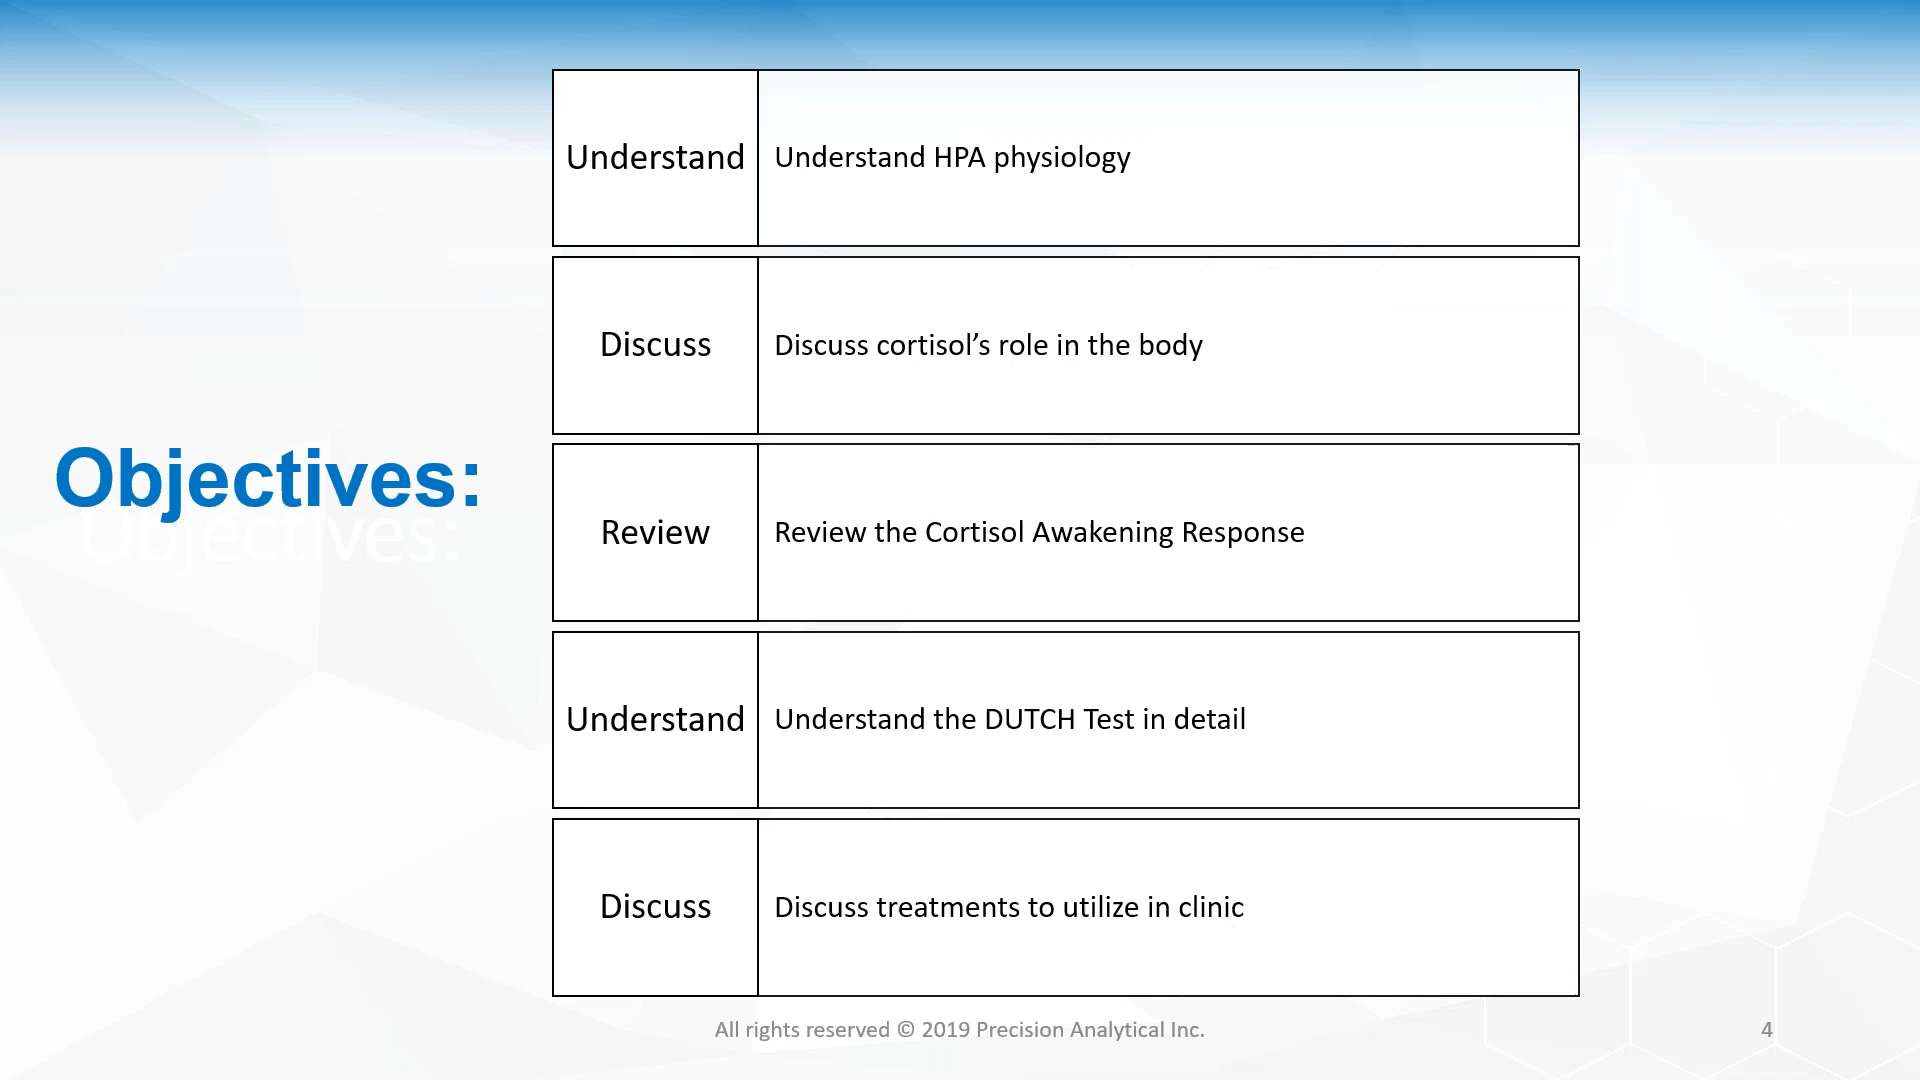 Objectives:
Objectives:
Understand
Understand HPA physiology
Discuss
Discuss cortisol’s role in the body
Review
Review the Cortisol Awakening Response
Understand
Understand the DUTCH Test in detail
Discuss
Discuss treatments to utilize in clinic
All rights reserved © 2019 Precision Analytical Inc.
4